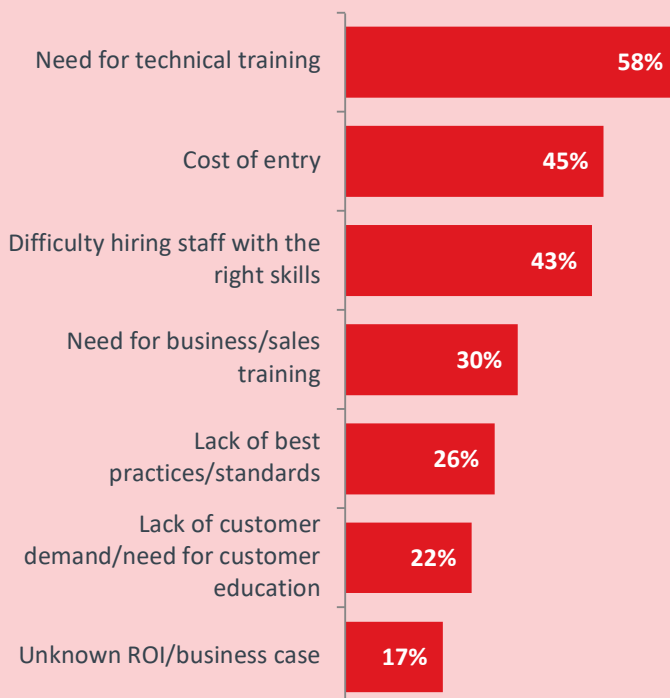 Need for technical training
58%
Cost of entry
45%
Difficulty hiring staff with the
right skills
43%
Need for business/sales
training
30%
Lack of best
practices/standards
26%
Lack of customer
demand/need for customer
education
22%
Unknown ROI/business case
17%